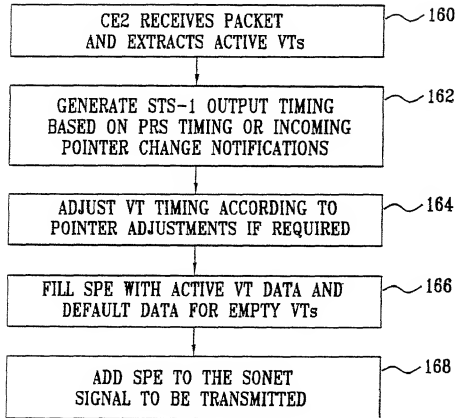 CE2 RECEIVES PACKET
AND EXTRACTS ACTIVE VTs
160
GENERATE STS-1 OUTPUT TIMING
BASED ON PRS TIMING OR INCOMING
POINTER CHANGE NOTIFICATIONS
162
ADJUST VT TIMING ACCORDING TO
POINTER ADJUSTMENTS IF REQUIRED
164
FILL SPE WITH ACTIVE VT DATA AND
DEFAULT DATA FOR EMPTY VTs
166
ADD SPE TO THE SONET
SIGNAL TO BE TRANSMITTED
168